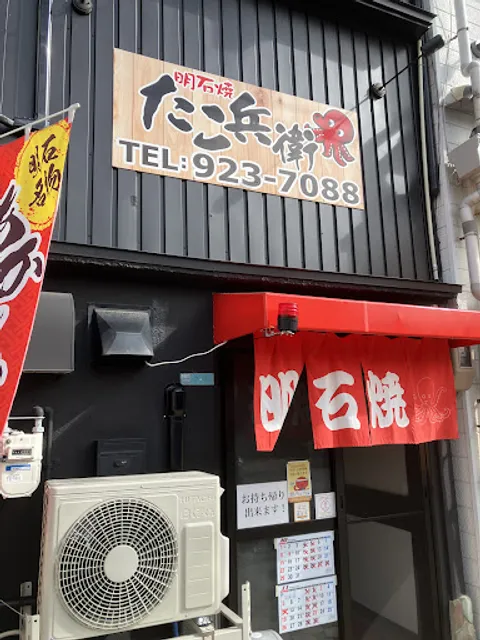 明石焼
たこ兵衛
TEL:923-7088
明石
名物
明石焼
HITACHI
お持ち帰り
出来ます!